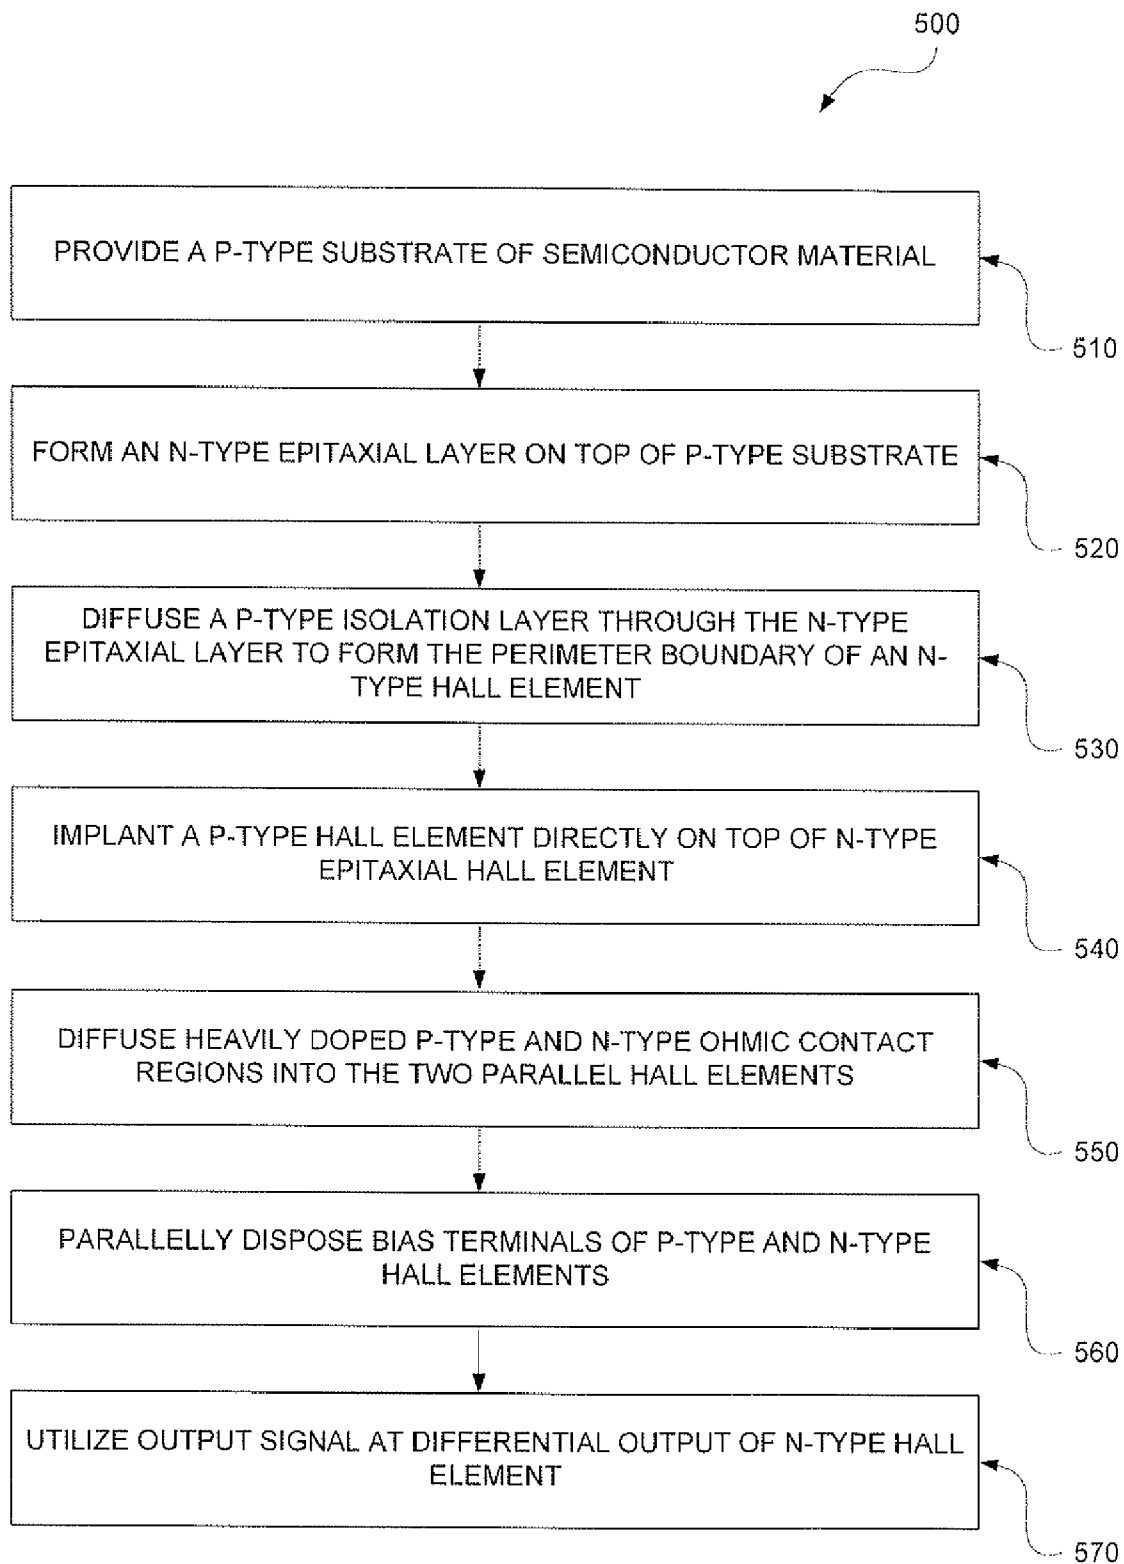 500
PROVIDE A P-TYPE SUBSTRATE OF SEMICONDUCTOR MATERIAL
510
FORM AN N-TYPE EPITAXIAL LAYER ON TOP OF P-TYPE SUBSTRATE
520
DIFFUSE A P-TYPE ISOLATION LAYER THROUGH THE N-TYPE
EPITAXIAL LAYER TO FORM THE PERIMETER BOUNDARY OF AN N-
TYPE HALL ELEMENT
530
IMPLANT A P-TYPE HALL ELEMENT DIRECTLY ON TOP OF N-TYPE
EPITAXIAL HALL ELEMENT
540
DIFFUSE HEAVILY DOPED P-TYPE AND N-TYPE OHMIC CONTACT
REGIONS INTO THE TWO PARALLEL HALL ELEMENTS
550
PARALLELLY DISPOSE BIAS TERMINALS OF P-TYPE AND N-TYPE
HALL ELEMENTS
560
UTILIZE OUTPUT SIGNAL AT DIFFERENTIAL OUTPUT OF N-TYPE HALL
ELEMENT
570